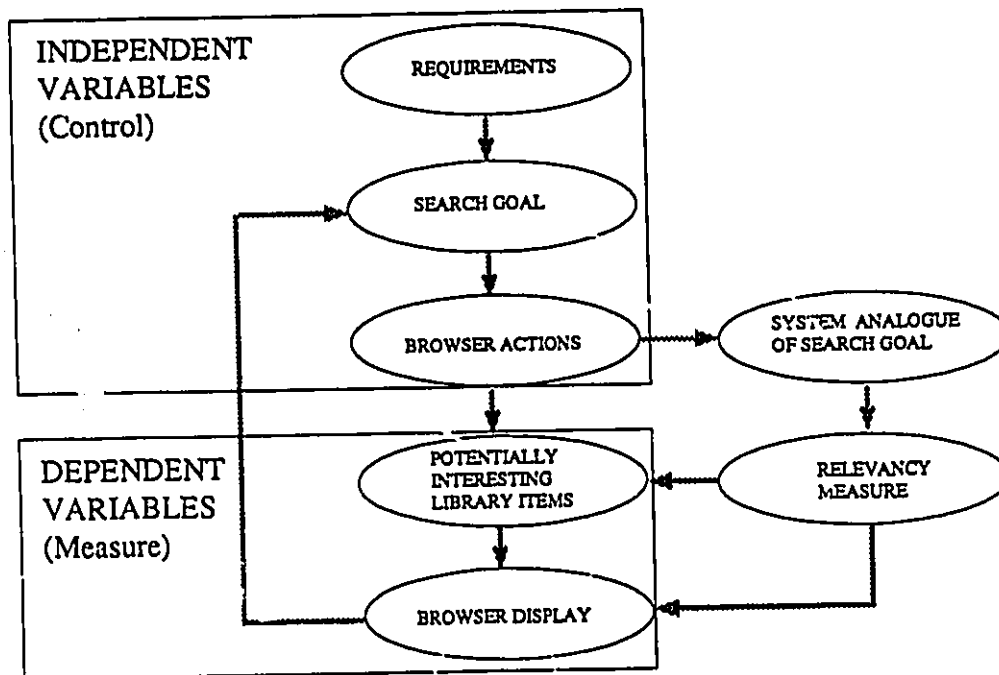 INDEPENDENT
VARIABLES
(Control)
REQUIREMENTS
SEARCH GOAL
BROWSER ACTIONS
SYSTEM ANALOGUE
OF SEARCH GOAL
DEPENDENT
VARIABLES
(Measure)
POTENTIALLY
INTERESTING
LIBRARY ITEMS
RELEVANCY
MEASURE
BROWSER DISPLAY